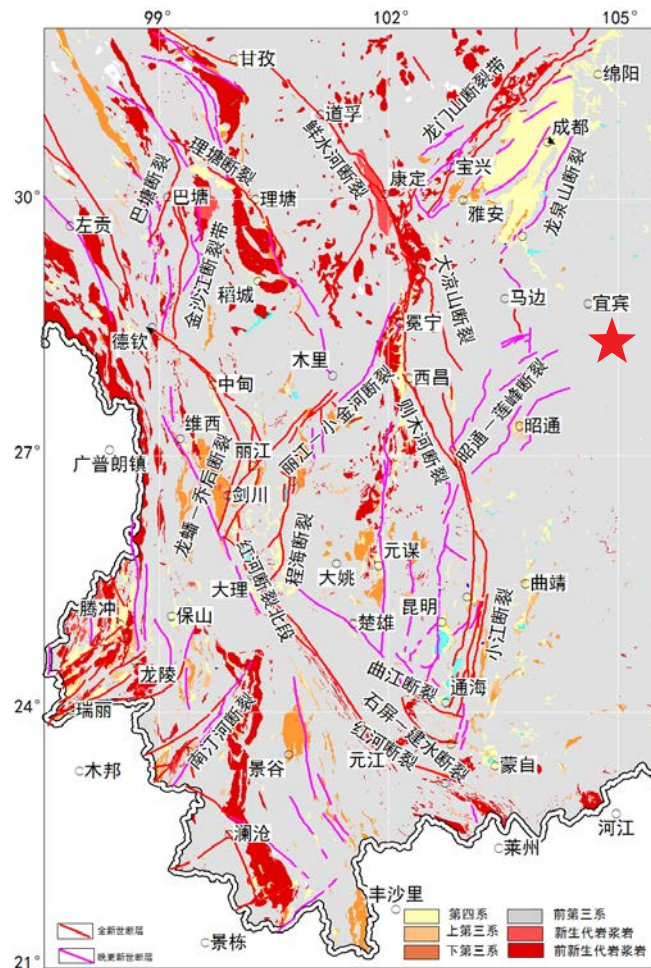 99°
102°
105°
甘孜
绵阳
道孚
龙门山断裂带
成都
鲜水河断裂
理塘断裂
巴塘断裂
巴塘
理塘
康定
宝兴
雅安
龙泉山断裂
30°
左贡
金沙江断裂带
稻城
大凉山断裂
马边
宜宾
德钦
冕宁
木里
中甸
西昌
丽江－小金河断裂
则木河断裂
昭通－莲峰断裂
昭通
维西
27°
广普朗镇
丽江
龙蟠－乔后断裂
剑川
程海断裂
元谋
大姚
曲靖
大理
红河断裂北段
腾冲
保山
楚雄
昆明
小江断裂
龙陵
曲江断裂
通海
24°
瑞丽
石屏－建水断裂
南汀河断裂
红河断裂
木邦
景谷
元江
蒙自
澜沧
河江
莱州
丰沙里
景栋
21°
全新世断层
晚更新世断层
第四系
上第三系
下第三系
前第三系
新生代岩浆岩
前新生代岩浆岩